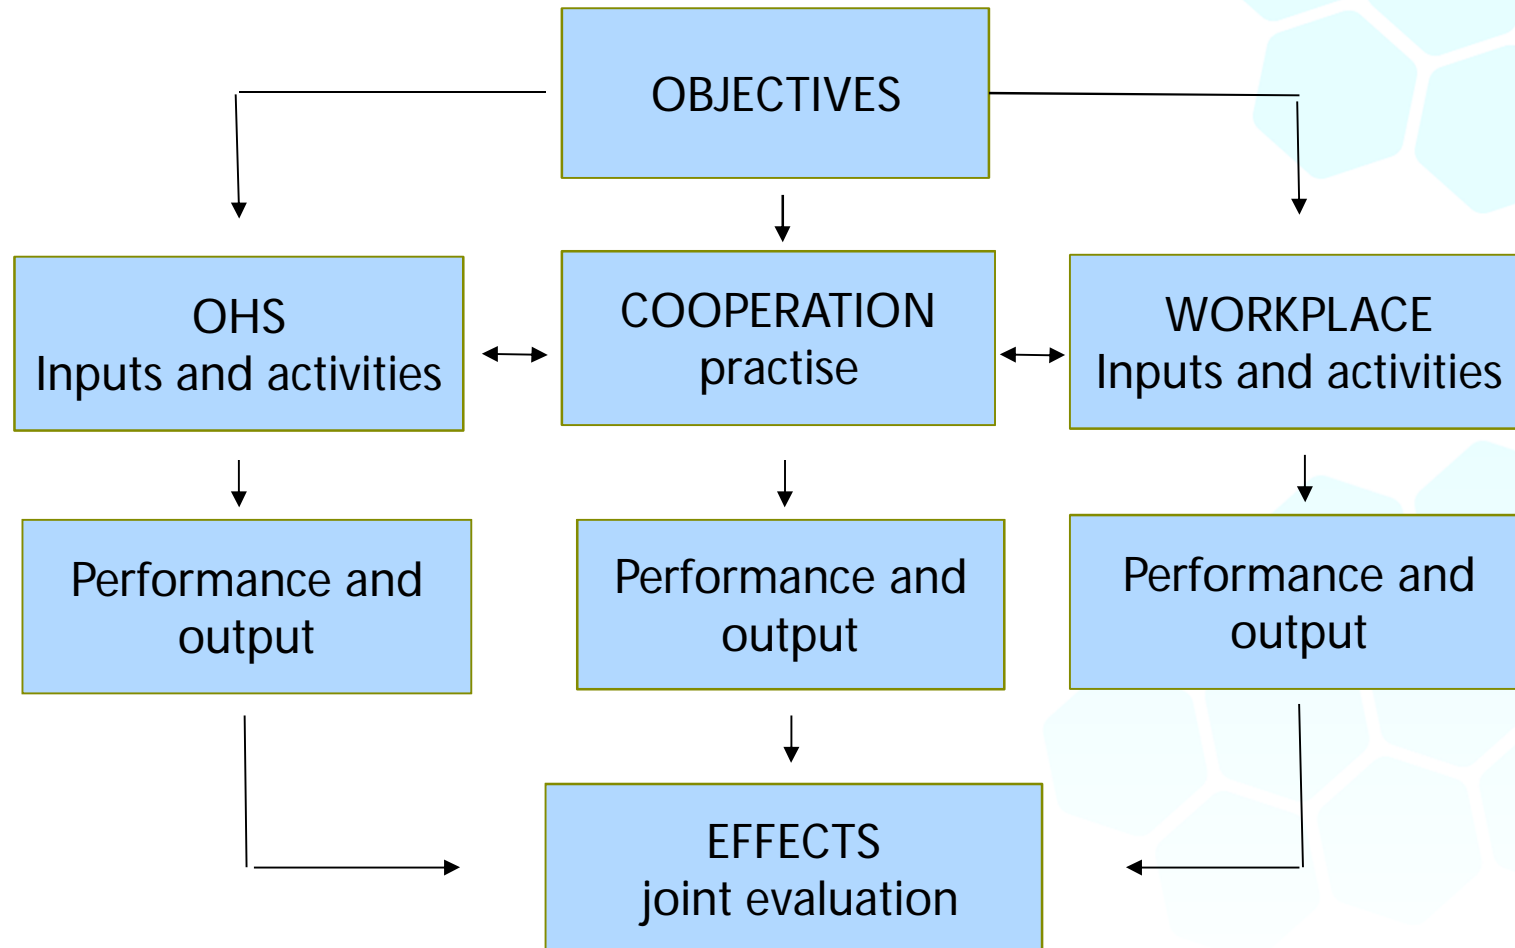 OBJECTIVES
OHS
Inputs and activities
COOPERATION
practise
WORKPLACE
Inputs and activities
Performance and
output
Performance and
output
Performance and
output
EFFECTS
joint evaluation